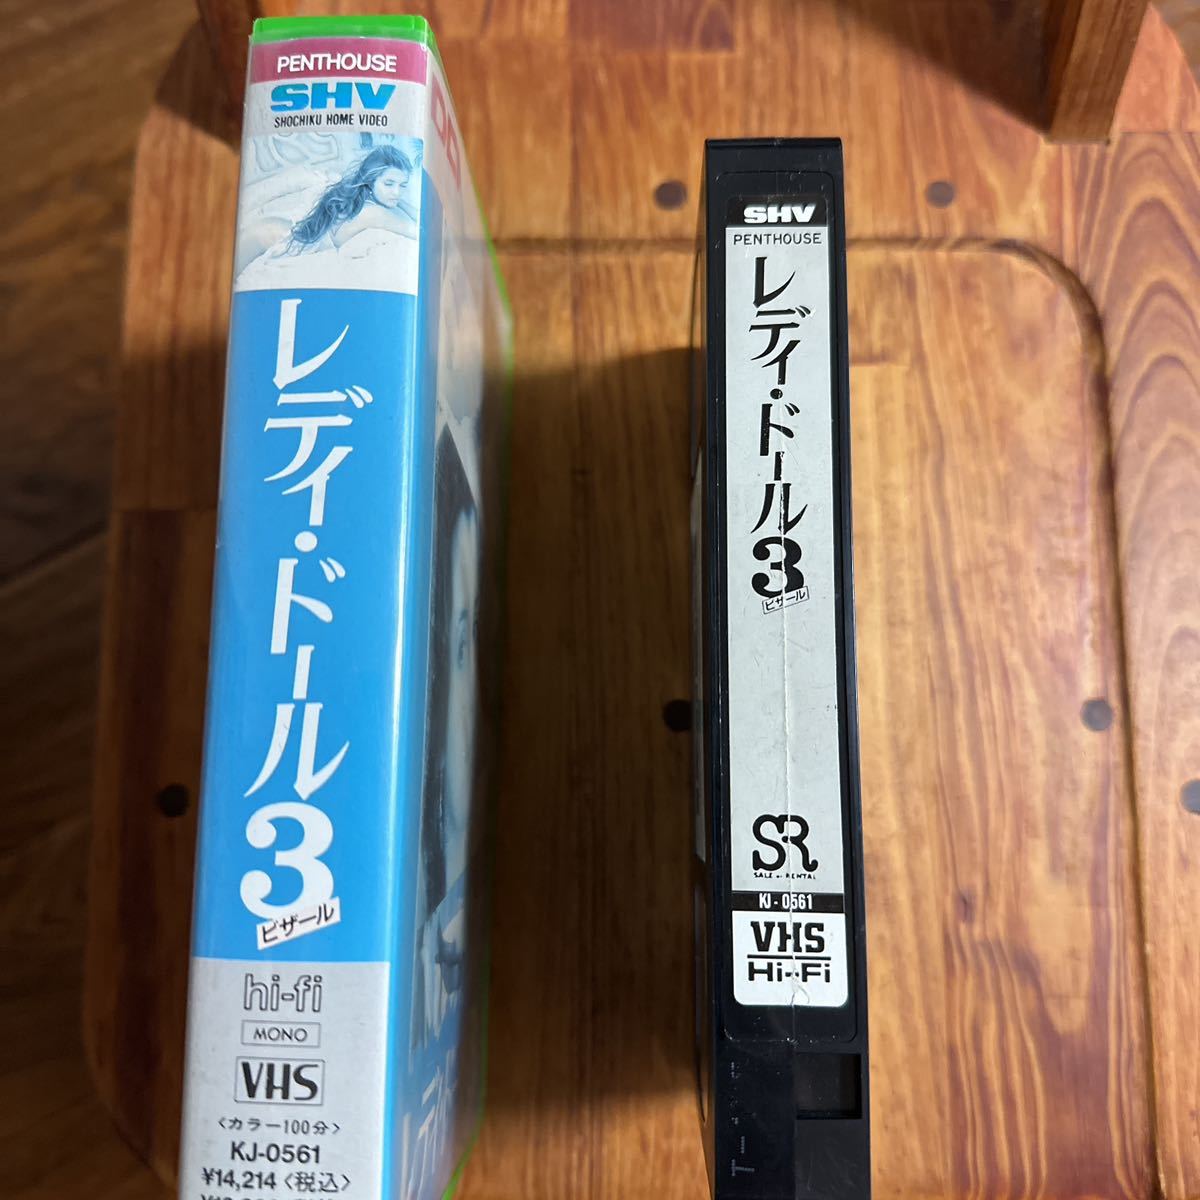 PENTHOUSE
SHV
SHOCHIKU HOME VIDEO
レディ・ドール3
ビザール
hi-fi
MONO
VHS
〈カラー100分〉
KJ-0561
¥14,214〈税込〉
SHV
PENTHOUSE
レディ・ドール3
ビザール
SR
SALE or RENTAL
KJ-0561
VHS
Hi-Fi